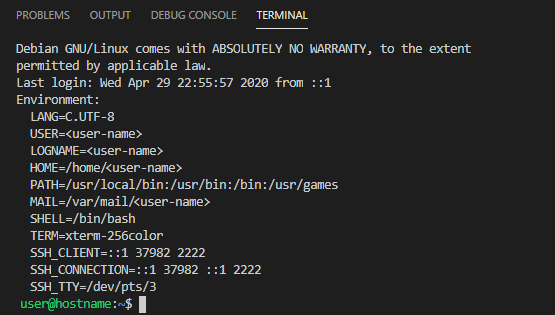 PROBLEMS OUTPUT DEBUG CONSOLE TERMINAL
Debian GNU/Linux comes with ABSOLUTELY NO WARRANTY, to the extent
permitted by applicable law.
Last login: Wed Apr 29 22:55:57 2020 from ::1
Environment:
  LANG=C.UTF-8
  USER=<user-name>
  LOGNAME=<user-name>
  HOME=/home/<user-name>
  PATH=/usr/local/bin:/usr/bin:/bin:/usr/games
  MAIL=/var/mail/<user-name>
  SHELL=/bin/bash
  TERM=xterm-256color
  SSH_CLIENT=::1 37982 2222
  SSH_CONNECTION=::1 37982 ::1 2222
  SSH_TTY=/dev/pts/3
user@hostname:~$